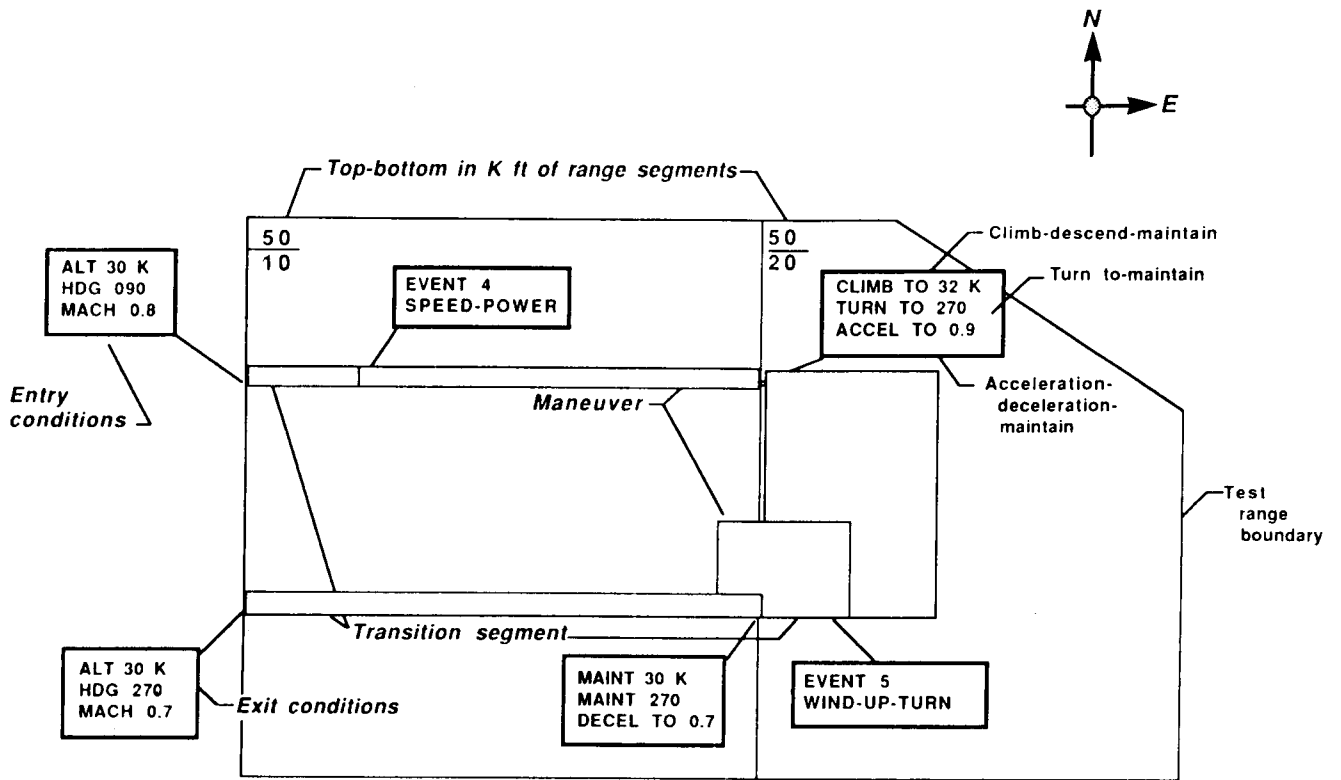 N
E
Top-bottom in K ft of range segments
50
10
50
20
Climb-descend-maintain
Turn to-maintain
ALT 30 K
HDG 090
MACH 0.8
EVENT 4
SPEED-POWER
CLIMB TO 32 K
TURN TO 270
ACCEL TO 0.9
Entry
conditions
Maneuver
Acceleration-
deceleration-
maintain
Test
range
boundary
Transition segment
ALT 30 K
HDG 270
MACH 0.7
Exit conditions
MAINT 30 K
MAINT 270
DECEL TO 0.7
EVENT 5
WIND-UP-TURN